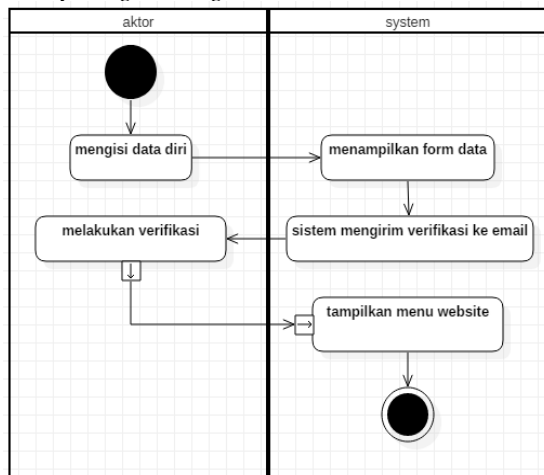 aktor
system
mengisi data diri
menampilkan form data
melakukan verifikasi
sistem mengirim verifikasi ke email
tampilkan menu website